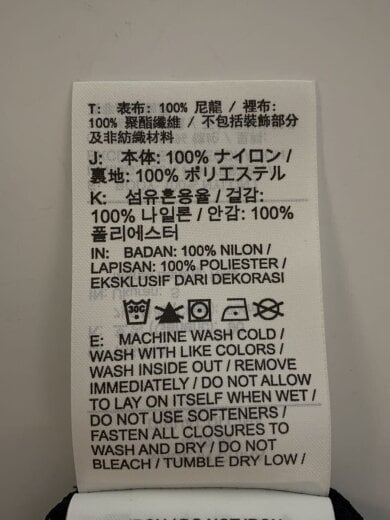 T: 表布: 100% 尼龍 / 裡布:
100% 聚酯纖維 / 不包括裝飾部分
及非紡織材料
J: 本体: 100% ナイロン /
裏地: 100% ポリエステル
K: 섬유혼용율 / 겉감:
100% 나일론 / 안감: 100%
폴리에스터
IN: BADAN: 100% NILON /
LAPISAN: 100% POLIESTER /
EKSKLUSIF DARI DEKORASI
30C
E: MACHINE WASH COLD /
WASH WITH LIKE COLORS /
WASH INSIDE OUT / REMOVE
IMMEDIATELY / DO NOT ALLOW
TO LAY ON ITSELF WHEN WET /
DO NOT USE SOFTENERS /
FASTEN ALL CLOSURES TO
WASH AND DRY / DO NOT
BLEACH / TUMBLE DRY LOW /